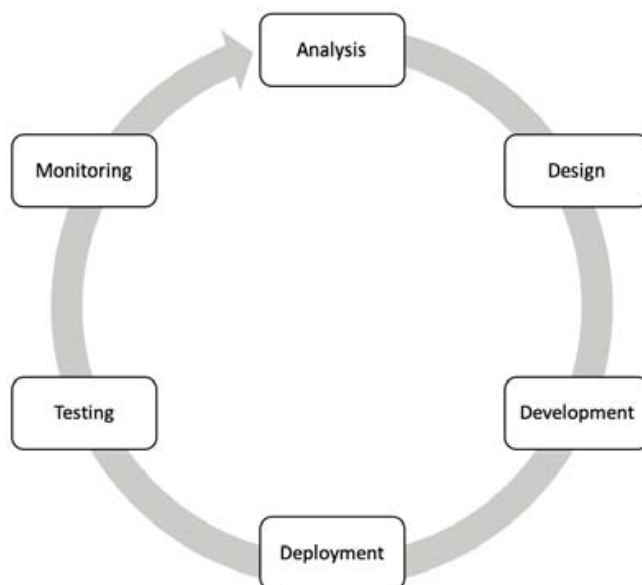 Analysis
Design
Development
Deployment
Testing
Monitoring